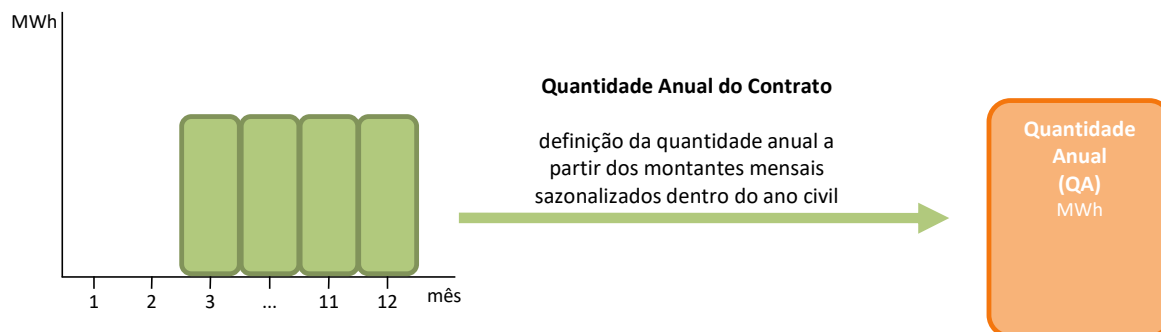 MWh
Quantidade Anual do Contrato
definição da quantidade anual a
partir dos montantes mensais
sazonalizados dentro do ano civil
Quantidade
Anual
(QA)
MWh
1 2 3 ... 11 12 mês